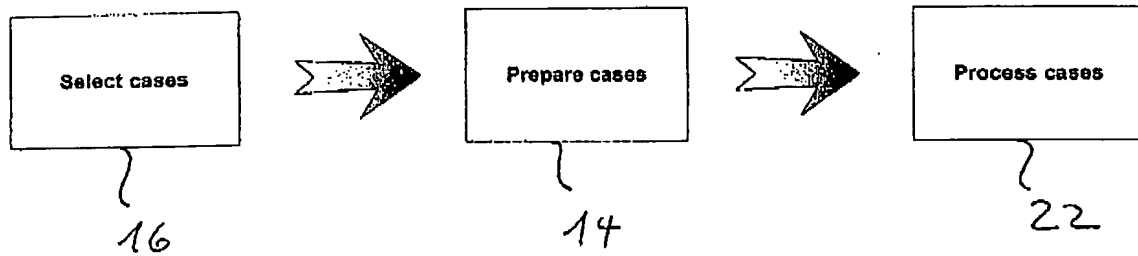 Select cases
Prepare cases
Process cases
16
14
22